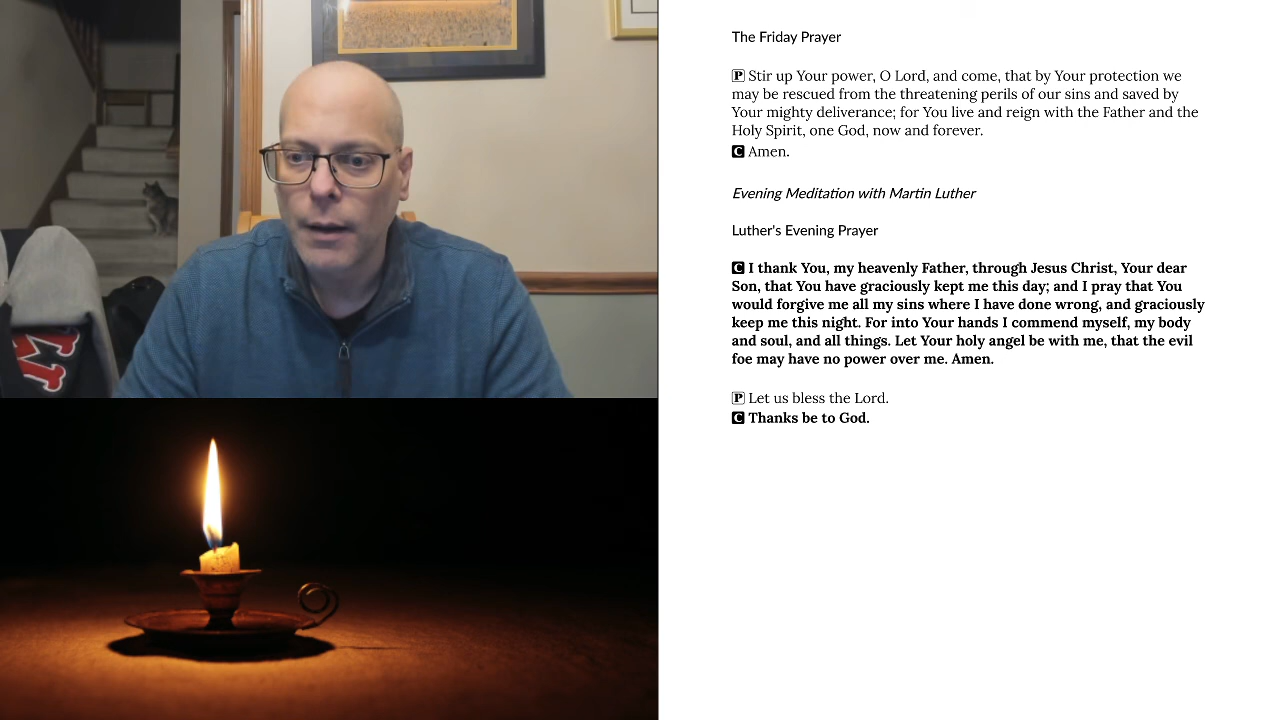 The Friday Prayer
P Stir up Your power, O Lord, and come, that by Your protection we
may be rescued from the threatening perils of our sins and saved by
Your mighty deliverance; for You live and reign with the Father and the
Holy Spirit, one God, now and forever.
C Amen.
Evening Meditation with Martin Luther
Luther's Evening Prayer
C I thank You, my heavenly Father, through Jesus Christ, Your dear
Son, that You have graciously kept me this day; and I pray that You
would forgive me all my sins where I have done wrong, and graciously
keep me this night. For into Your hands I commend myself, my body
and soul, and all things. Let Your holy angel be with me, that the evil
foe may have no power over me. Amen.
P Let us bless the Lord.
C Thanks be to God.